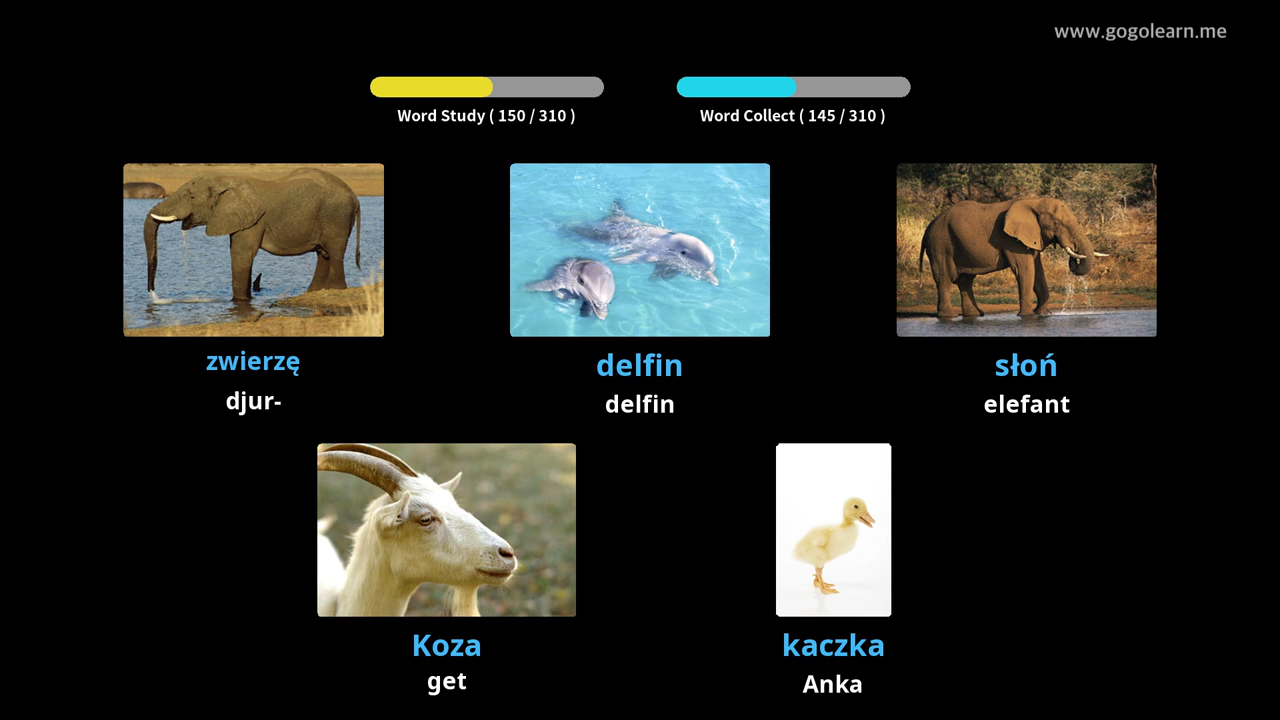 www.gogolearn.me
Word Study ( 150 / 310 )
Word Collect ( 145 / 310 )
zwierzę
djur-
delfin
delfin
słoń
elefant
Koza
get
kaczka
Anka